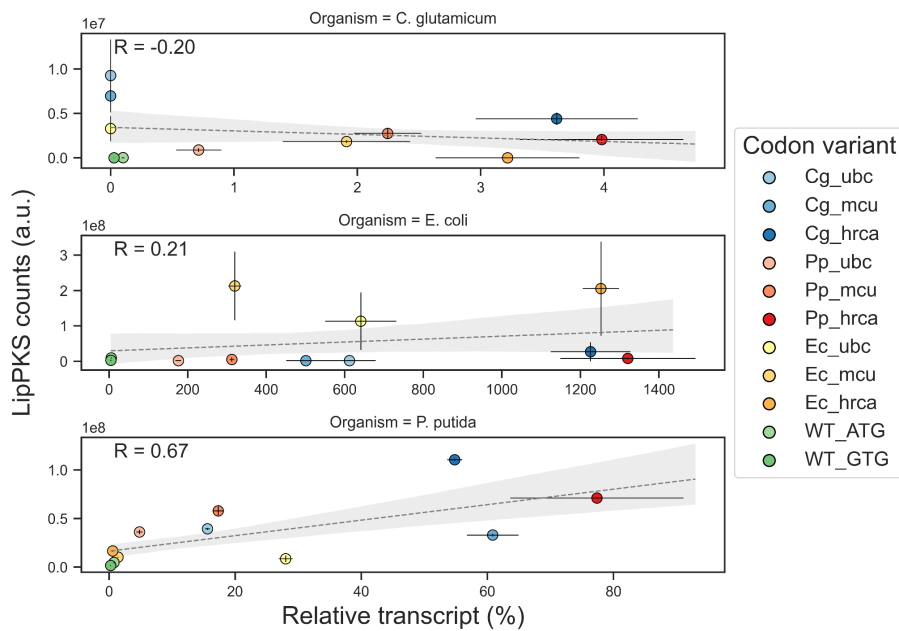 Organism = C. glutamicum
1e7
R = -0.20
1.0
0.5
0.0
0 1 2 3 4
Organism = E. coli
1e8
R = 0.21
3
2
1
0
0 200 400 600 800 1000 1200 1400
Organism = P. putida
1e8
R = 0.67
1.0
0.5
0.0
0 20 40 60 80
Relative transcript (%)
LipPKS counts (a.u.)
Codon variant
Cg_ubc
Cg_mcu
Cg_hrca
Pp_ubc
Pp_mcu
Pp_hrca
Ec_ubc
Ec_mcu
Ec_hrca
WT_ATG
WT_GTG